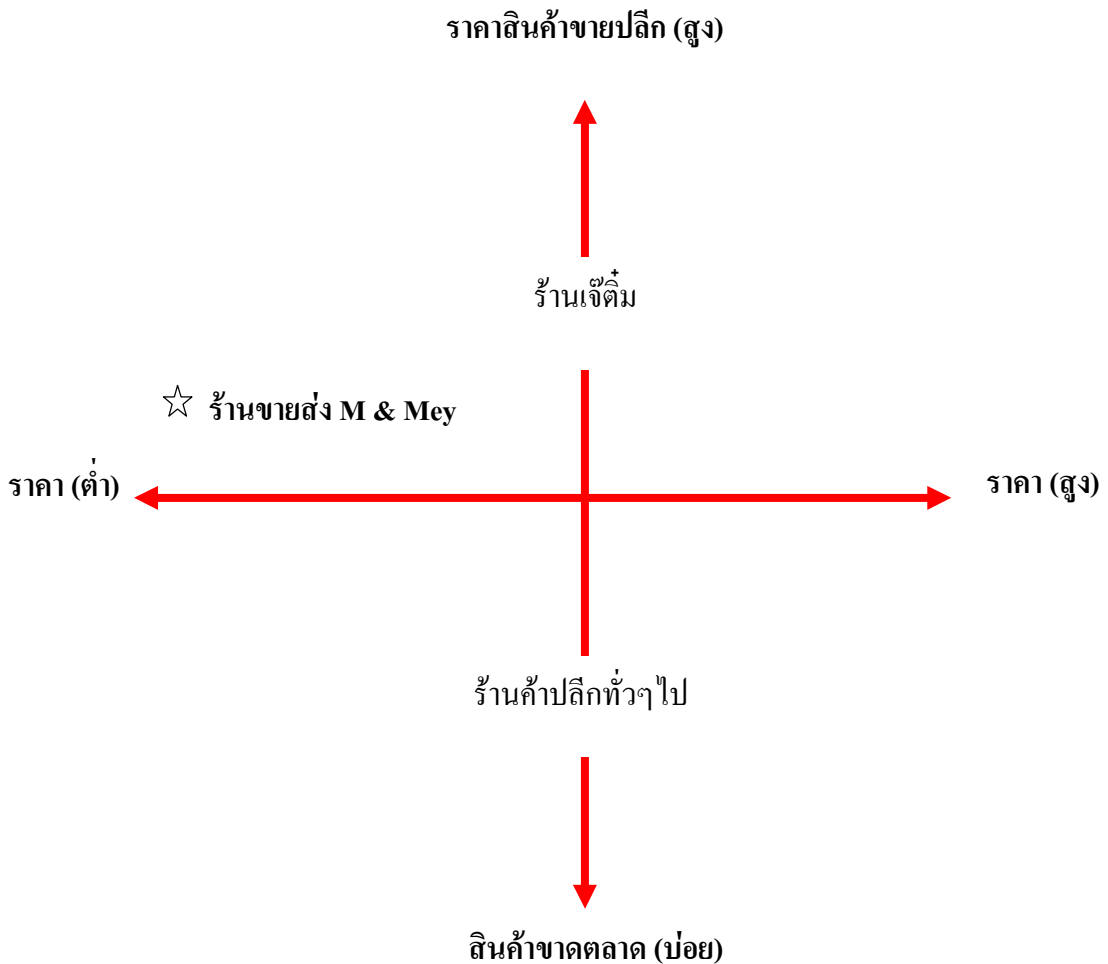 ราคาสินค้าขายปลีก (สูง)
ร้านเจ๊ติ๋ม
☆ ร้านขายส่ง M & Mey
ราคา (ต่ำ)
ราคา (สูง)
ร้านค้าปลีกทั่วๆไป
สินค้าขาดตลาด (บ่อย)